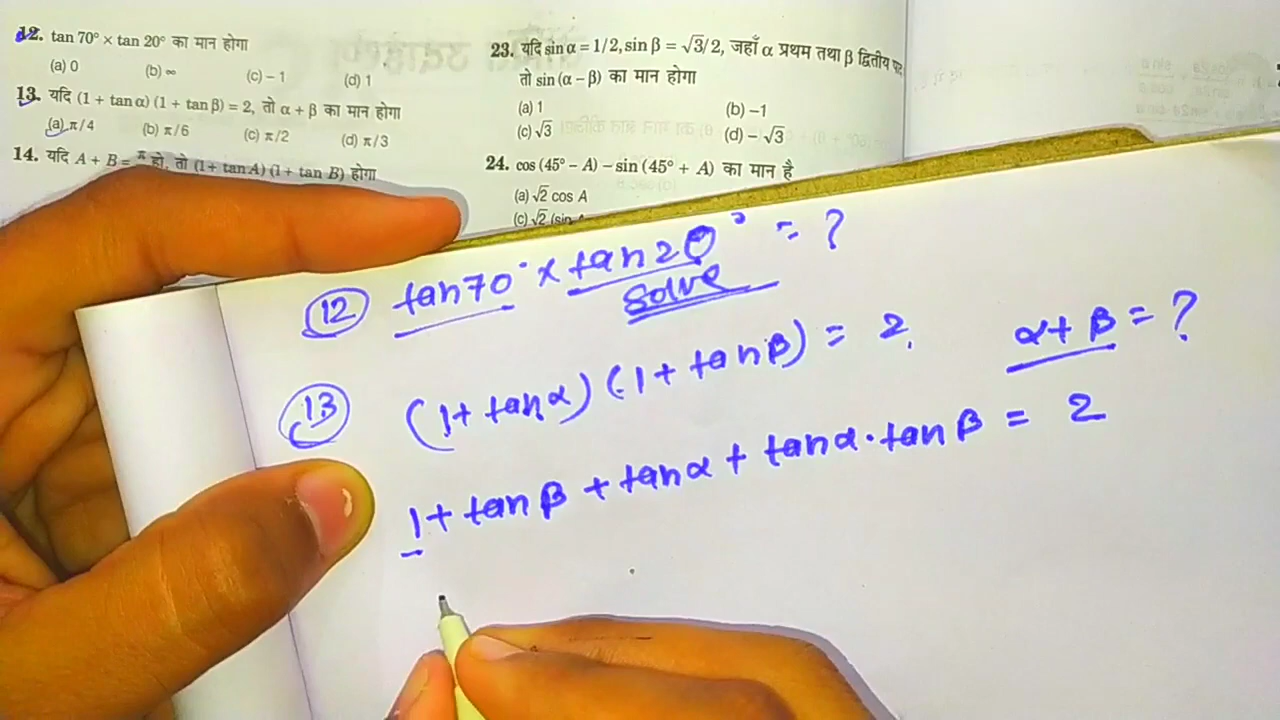 12. tan 70° × tan 20° का मान होगा
(a) 0 (b) ∞ (c) – 1 (d) 1
13. यदि (1 + tan α) (1 + tan β) = 2, तो α + β का मान होगा
(a) π/4 (b) π/6 (c) π/2 (d) π/3
14. यदि A + B = हो, तो (1 + tan A) (1 + tan B) होगा
23. यदि sin α = 1/2, sin β = √3/2, जहाँ α प्रथम तथा β द्वितीय
तो sin (α – β) का मान होगा
(a) 1 (b) –1
(c) √3 (d) – √3
24. cos (45° – A) – sin (45° + A) का मान है
(a) √2 cos A
(c) √2 (sin
12 tan70° × tan20° = ?
Solve
13 (1 + tanα) (1 + tanβ) = 2. α + β = ?
1 + tanβ + tanα + tanα · tanβ = 2